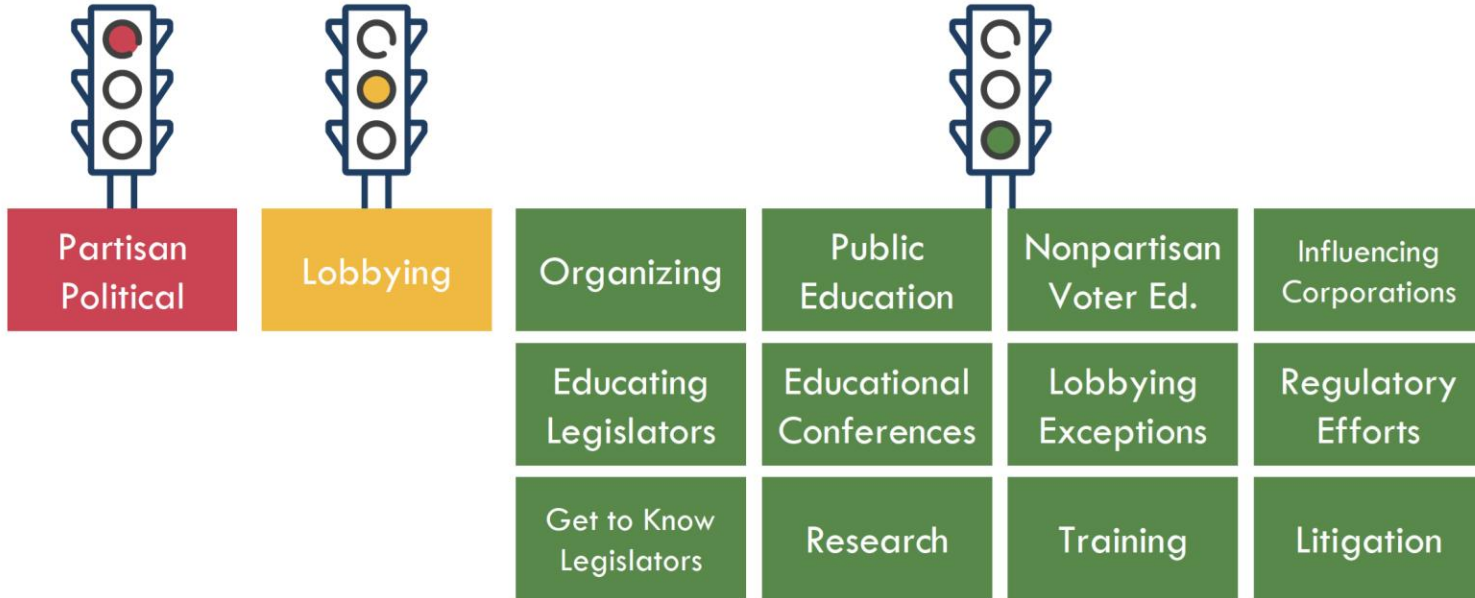 Partisan
Political
Lobbying
Organizing
Public
Education
Nonpartisan
Voter Ed.
Influencing
Corporations
Educating
Legislators
Educational
Conferences
Lobbying
Exceptions
Regulatory
Efforts
Get to Know
Legislators
Research
Training
Litigation